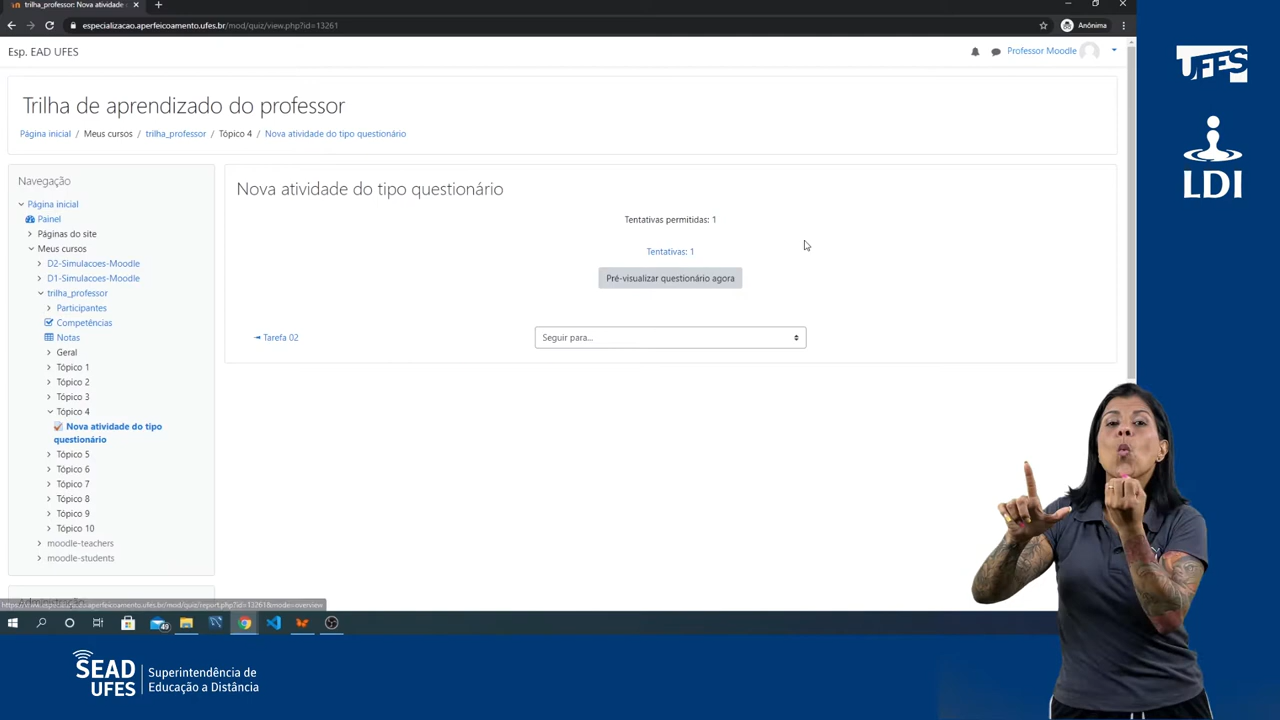 trilha_professor: Nova atividade
especializacao.aperfeicoamento.ufes.br/mod/quiz/view.php?id=13261
Anônima
Esp. EAD UFES
Professor Moodle
Trilha de aprendizado do professor
Página inicial / Meus cursos / trilha_professor / Tópico 4 / Nova atividade do tipo questionário
Navegação
Página inicial
Painel
Páginas do site
Meus cursos
D2-Simulacoes-Moodle
D1-Simulacoes-Moodle
trilha_professor
Participantes
Competências
Notas
Geral
Tópico 1
Tópico 2
Tópico 3
Tópico 4
Nova atividade do tipo
questionário
Tópico 5
Tópico 6
Tópico 7
Tópico 8
Tópico 9
Tópico 10
moodle-teachers
moodle-students
Nova atividade do tipo questionário
Tentativas permitidas: 1
Tentativas: 1
Pré-visualizar questionário agora
Tarefa 02
Seguir para...
49
UFES
LDI
SEAD
UFES
Superintendência de
Educação a Distância